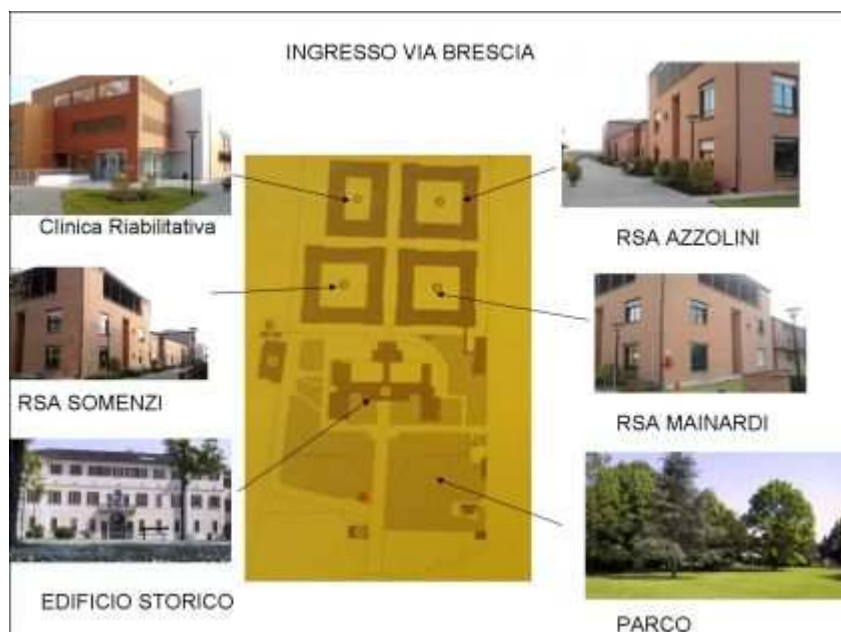 INGRESSO VIA BRESCIA
Clinica Riabilitativa
RSA AZZOLINI
RSA SOMENZI
RSA MAINARDI
EDIFICIO STORICO
PARCO